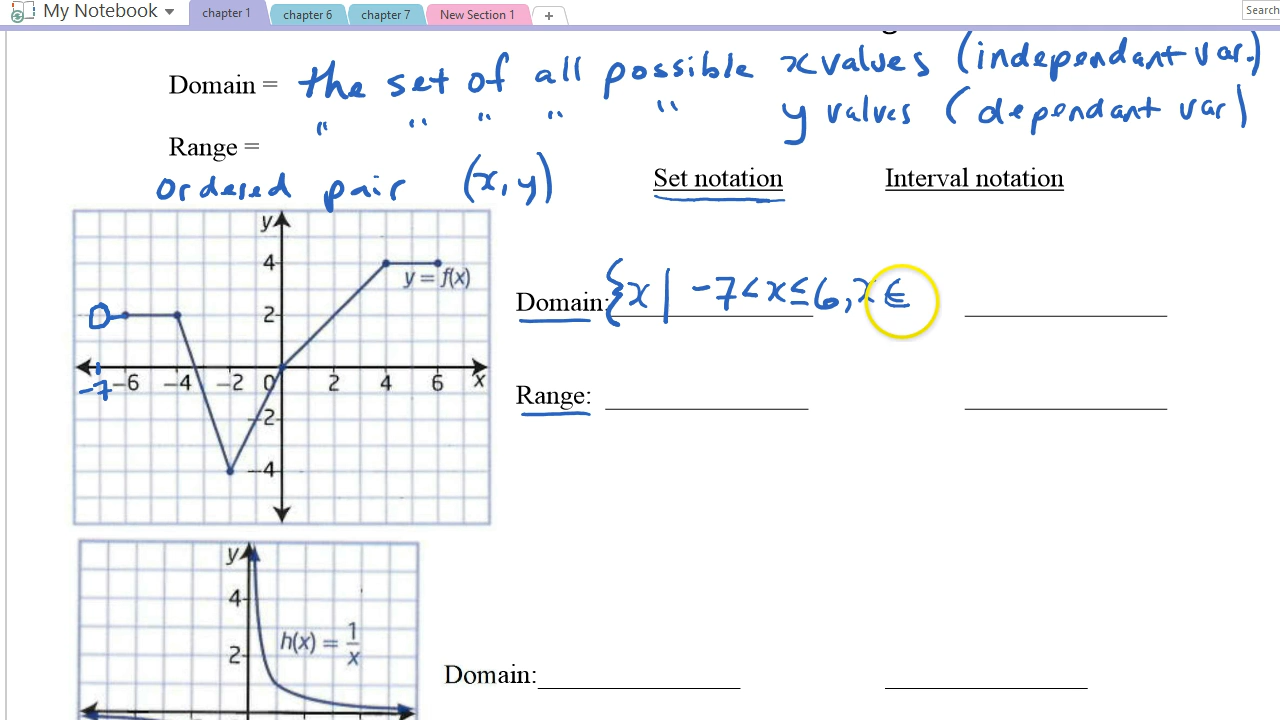 My Notebook chapter 1 chapter 6 chapter 7 New Section 1 + Search
Domain = the set of all possible x values (independant var.)
Range = " " " " " y values (dependant var)
ordered pair (x, y)
Set notation Interval notation
y
4
y = f(x)
2
-7 -6 -4 -2 0 2 4 6 x
-2
-4
Domain: {x | -7 < x ≤ 6, x ∈
Range:
y
4
h(x) = 1/x
2
Domain: